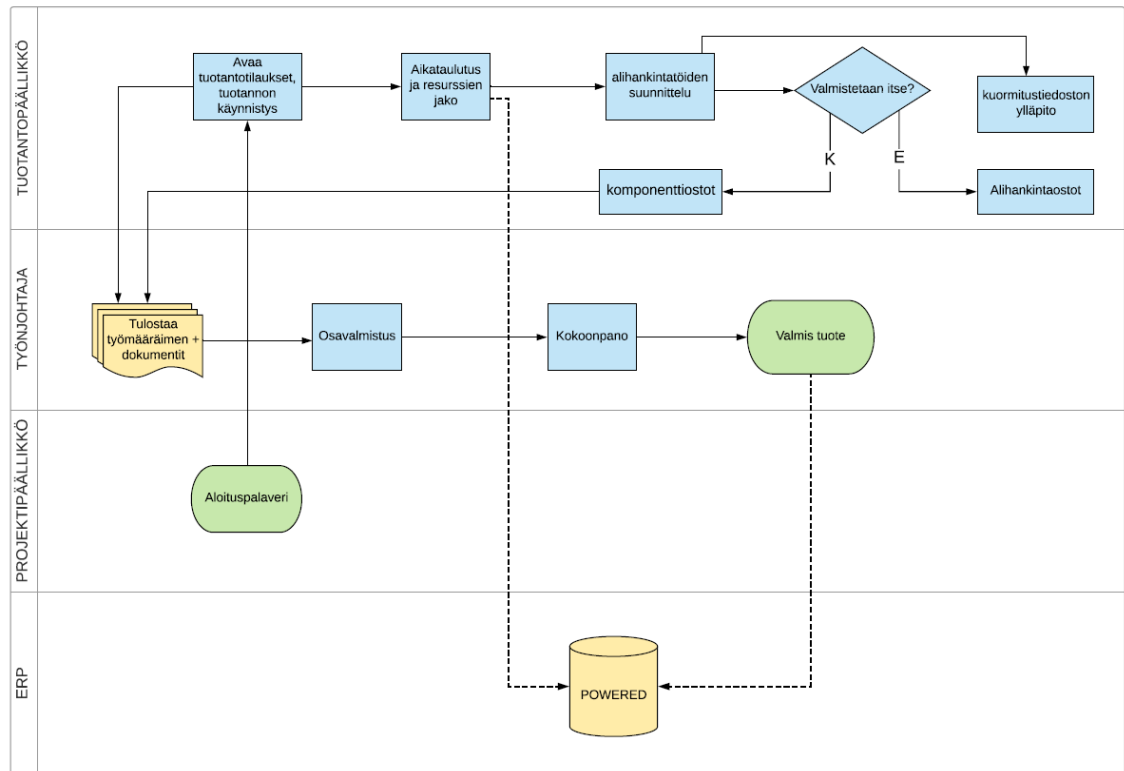 TUOTANTOPÄÄLLIKKÖ
Avaa
tuotantotilaukset,
tuotannon
käynnistys
Aikataulutus
ja resurssien
jako
alihankintatöiden
suunnittelu
Valmistetaan itse?
kuormitustiedoston
ylläpito
K
E
komponenttiostot
Alihankintaostot
TYÖNJOHTAJA
Tulostaa
työmääräimen +
dokumentit
Osavalmistus
Kokoonpano
Valmis tuote
PROJEKTIPÄÄLLIKKÖ
Aloituspalaveri
ERP
POWERED